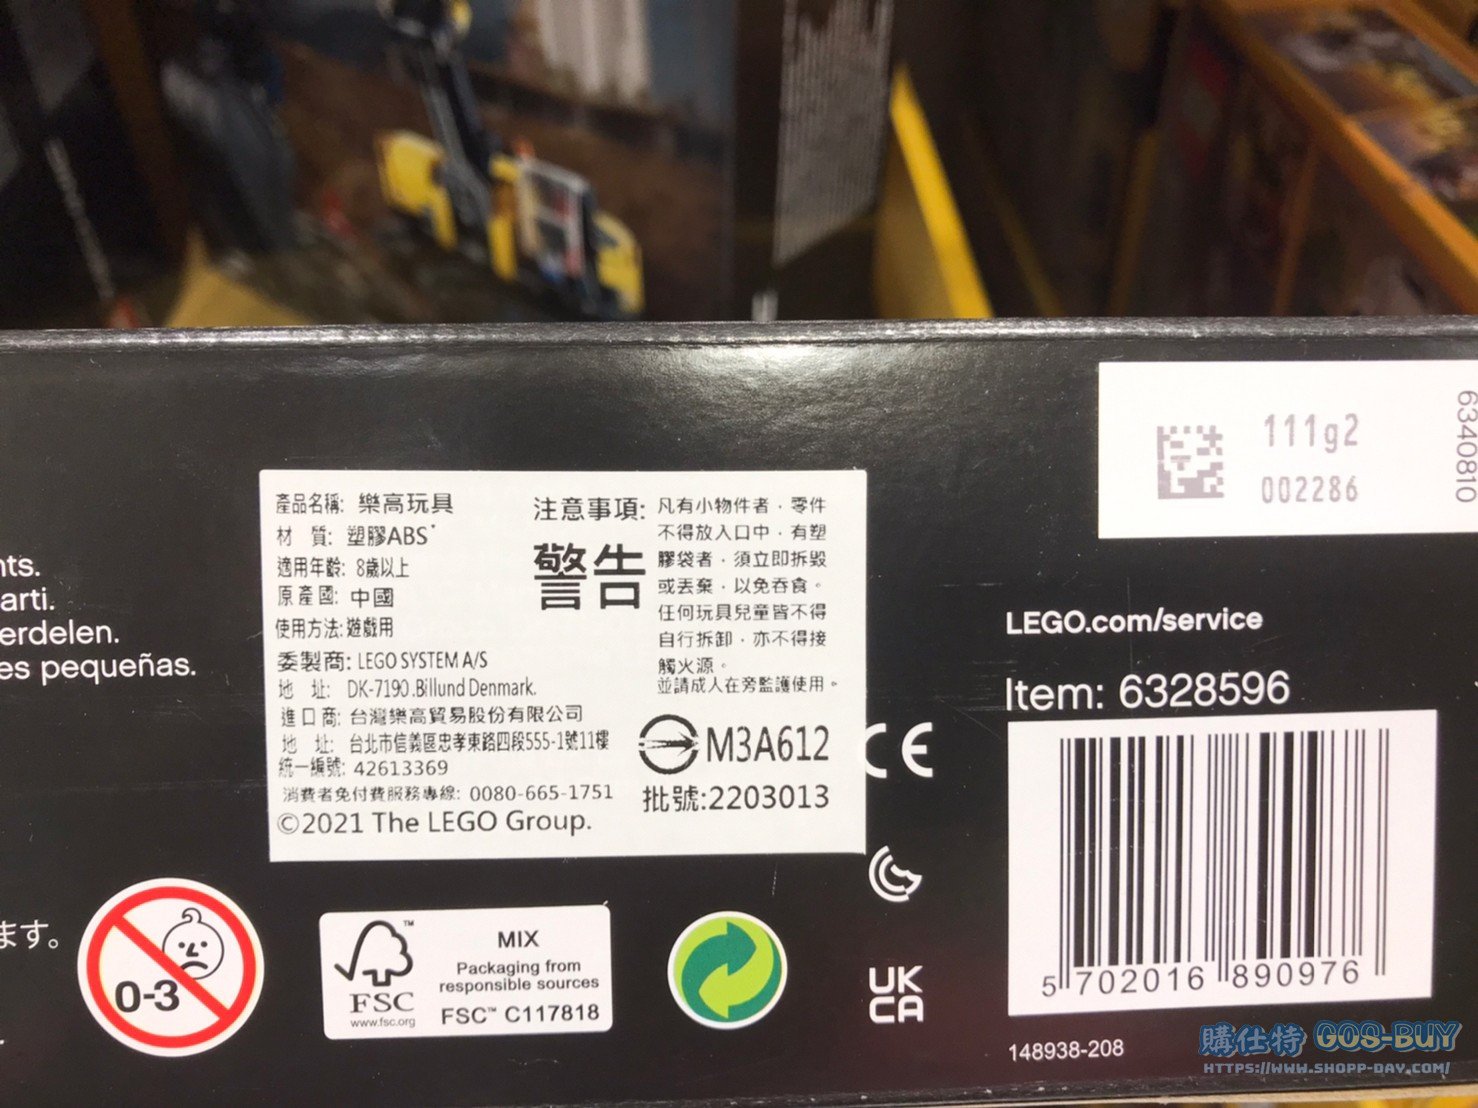 nts.
arti.
erdelen.
es pequeñas.
ます。
產品名稱: 樂高玩具
材 質: 塑膠ABS*
適用年齡: 8歲以上
原產國: 中國
使用方法:遊戲用
委製商: LEGO SYSTEM A/S
地 址: DK-7190 .Billund Denmark.
進口商: 台灣樂高貿易股份有限公司
地 址: 台北市信義區忠孝東路四段555-1號11樓
統一編號: 42613369
消費者免付費服務專線: 0080-665-1751
©2021 The LEGO Group.
注意事項:
警告
凡有小物件者，零件
不得放入口中，有塑
膠袋者，須立即拆毀
或丟棄，以免吞食。
任何玩具兒童皆不得
自行拆卸，亦不得接
觸火源。
並請成人在旁監護使用。
M3A612
批號:2203013
CE
UK
CA
0-3
FSC™
www.fsc.org
MIX
Packaging from
responsible sources
FSC™ C117818
111g2
002286
6340810
LEGO.com/service
Item: 6328596
5 702016 890976
148938-208
購仕特 GOS-BUY
HTTPS://WWW.SHOPP-DAY.COM/